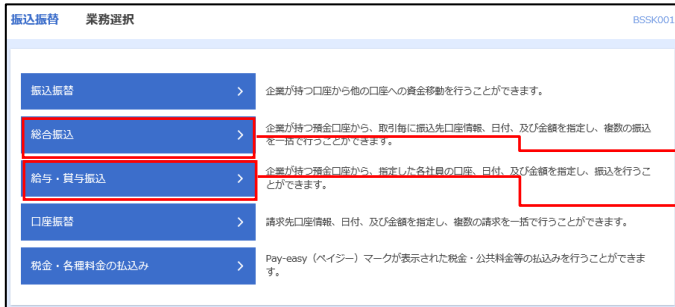 振込振替 業務選択 BSSK001
振込振替
企業が持つ口座から他の口座への資金移動を行うことができます。
総合振込
企業が持つ預金口座から、取引毎に振込先口座情報、日付、及び金額を指定し、複数の振込
を一括で行うことができます。
給与・賞与振込
企業が持つ預金口座から、指定した各社員の口座、日付、及び金額を指定し、振込を行うこ
とができます。
口座振替
請求先口座情報、日付、及び金額を指定し、複数の請求を一括で行うことができます。
税金・各種料金の払込み
Pay-easy（ペイジー）マークが表示された税金・公共料金等の払込みを行うことができま
す。